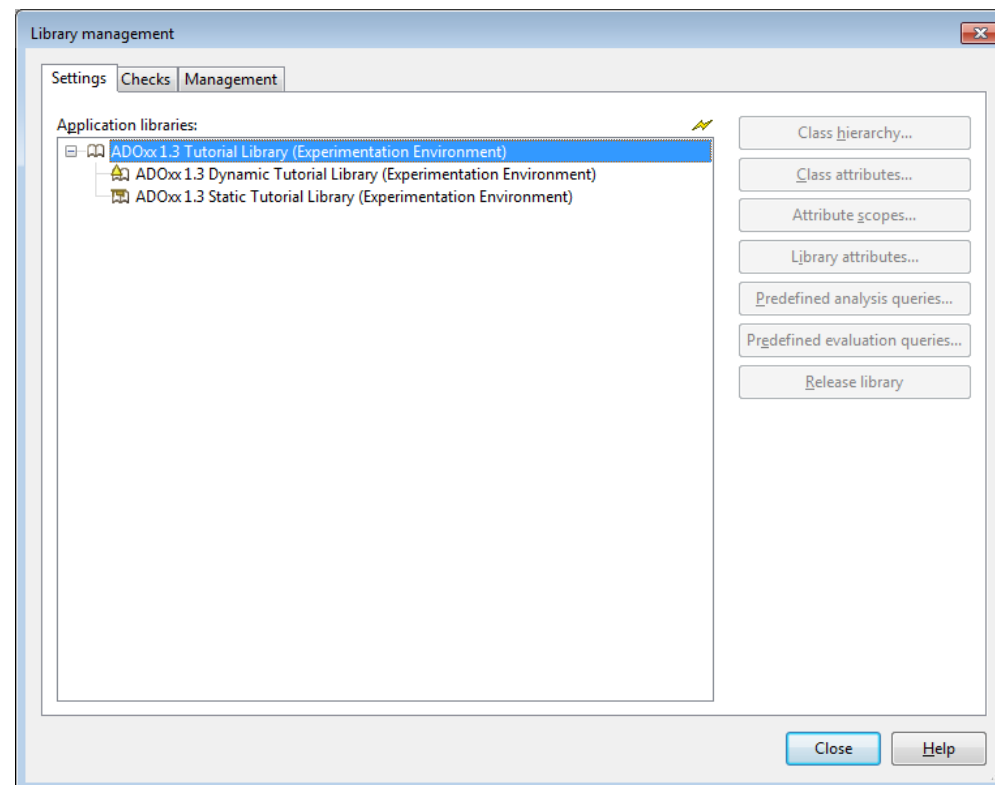 Library management
Settings Checks Management
Application libraries:
ADOxx 1.3 Tutorial Library (Experimentation Environment)
ADOxx 1.3 Dynamic Tutorial Library (Experimentation Environment)
ADOxx 1.3 Static Tutorial Library (Experimentation Environment)
Class hierarchy...
Class attributes...
Attribute scopes...
Library attributes...
Predefined analysis queries...
Predefined evaluation queries...
Release library
Close Help